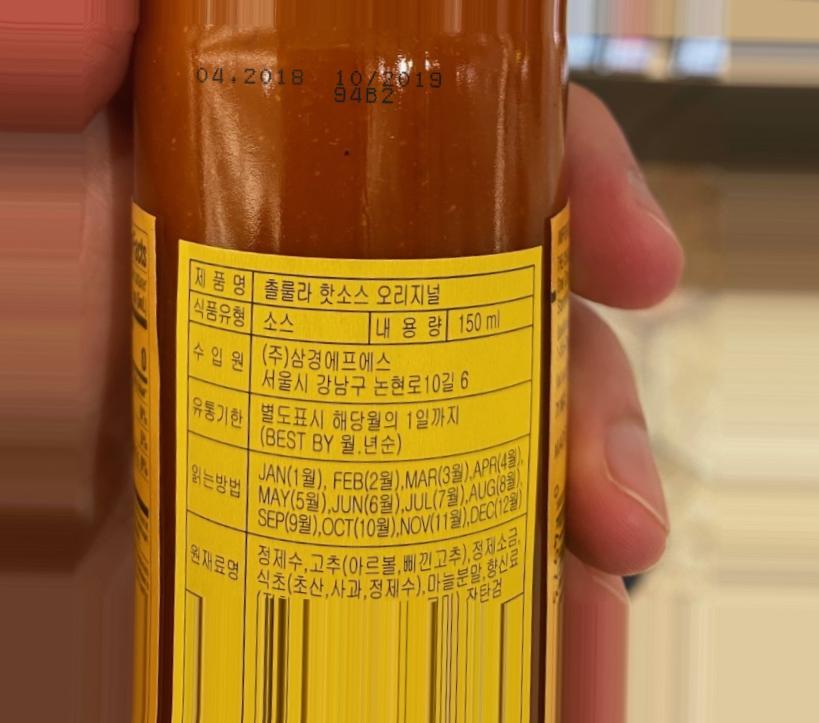 04.2018 10/2019
94B2
제 품 명 촐룰라 핫소스 오리지널
식품유형 소스 내 용 량 150 ml
수 입 원 (주)삼경에프에스
서울시 강남구 논현로10길 6
유통기한 별도표시 해당월의 1일까지
(BEST BY 월.년순)
읽는방법 JAN(1월), FEB(2월),MAR(3월),APR(4월),
MAY(5월),JUN(6월),JUL(7월),AUG(8월),
SEP(9월),OCT(10월),NOV(11월),DEC(12월)
원재료명 정제수,고추(아르볼,삐낀고추),정제소금,
식초(초산,사과,정제수),마늘분말,향신료
자탄검